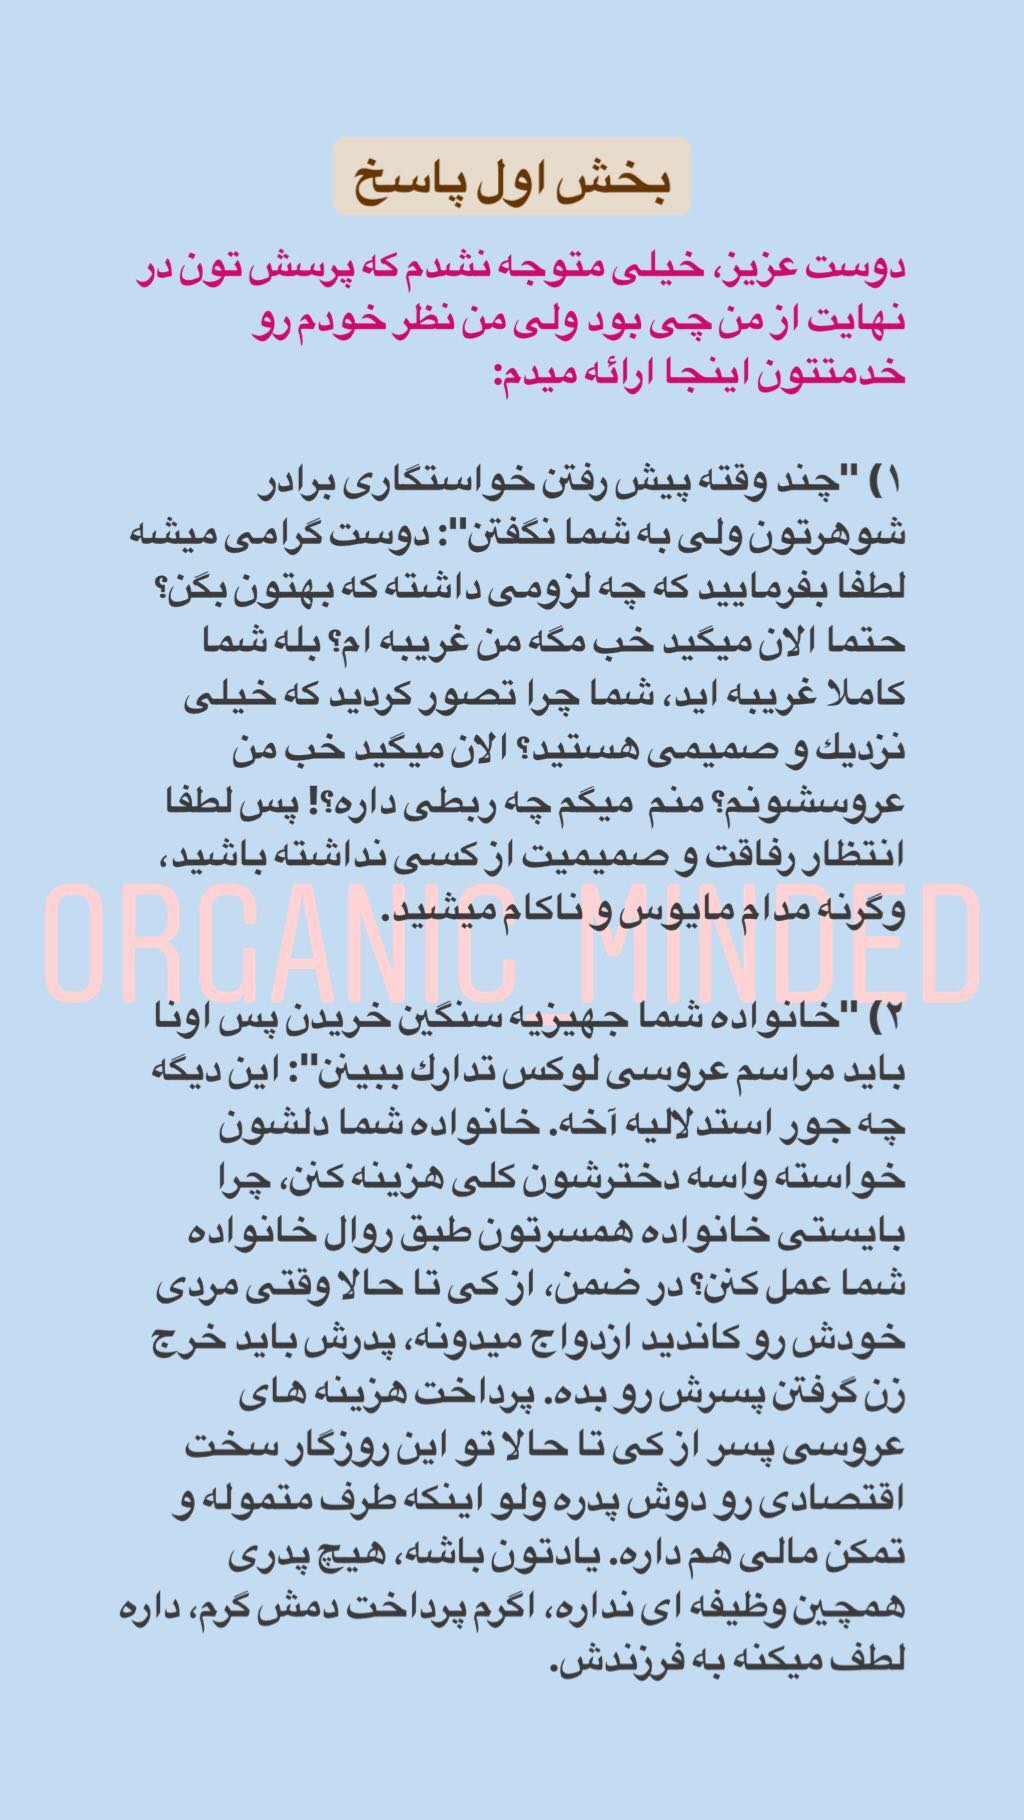 بخش اول پاسخ
دوست عزیز، خیلی متوجه نشدم که پرسش تون در
نهایت از من چی بود ولی من نظر خودم رو
خدمتتون اینجا ارائه میدم:
۱) "چند وقته پیش رفتن خواستگاری برادر
شوهرتون ولی به شما نگفتن": دوست گرامی میشه
لطفا بفرمایید که چه لزومی داشته که بهتون بگن؟
حتما الان میگید خب مگه من غریبه ام؟ بله شما
کاملا غریبه اید، شما چرا تصور کردید که خیلی
نزدیك و صمیمی هستید؟ الان میگید خب من
عروسشونم؟ منم میگم چه ربطی داره؟! پس لطفا
انتظار رفاقت و صمیمیت از کسی نداشته باشید،
وگرنه مدام مایوس و ناکام میشید.
ORGANIC_MINDED
۲) "خانواده شما جهیزیه سنگین خریدن پس اونا
باید مراسم عروسی لوکس تدارك ببینن": این دیگه
چه جور استدلالیه آخه. خانواده شما دلشون
خواسته واسه دخترشون کلی هزینه کنن، چرا
بایستی خانواده همسرتون طبق روال خانواده
شما عمل کنن؟ در ضمن، از کی تا حالا وقتی مردی
خودش رو کاندید ازدواج میدونه، پدرش باید خرج
زن گرفتن پسرش رو بده. پرداخت هزینه های
عروسی پسر از کی تا حالا تو این روزگار سخت
اقتصادی رو دوش پدره ولو اینکه طرف متموله و
تمکن مالی هم داره. یادتون باشه، هیچ پدری
همچین وظیفه ای نداره، اگرم پرداخت دمش گرم، داره
لطف میکنه به فرزندش.